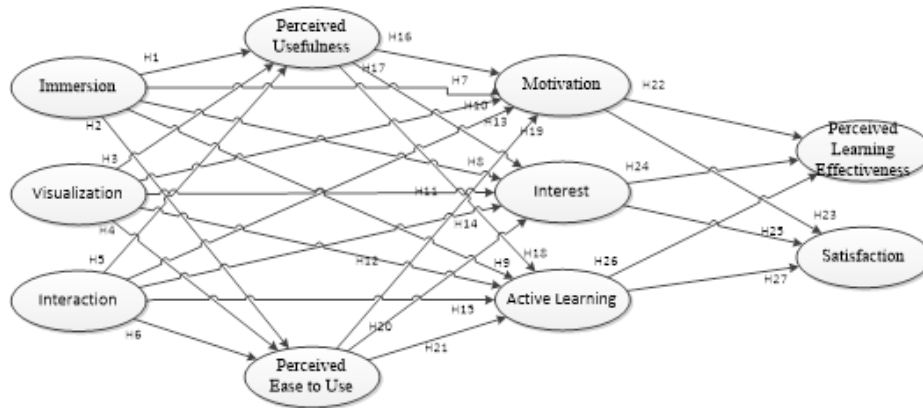 Perceived
Usefulness
H16
H1
H17
Immersion
H7
Motivation
H22
H2
H10
H13
H19
Perceived
Learning
Effectiveness
H3
H8
H24
Visualization
H11
Interest
H4
H14
H23
H25
H5
H12
H9
H18
H26
Satisfaction
H27
Interaction
H15
Active Learning
H6
H20
H21
Perceived
Ease to Use